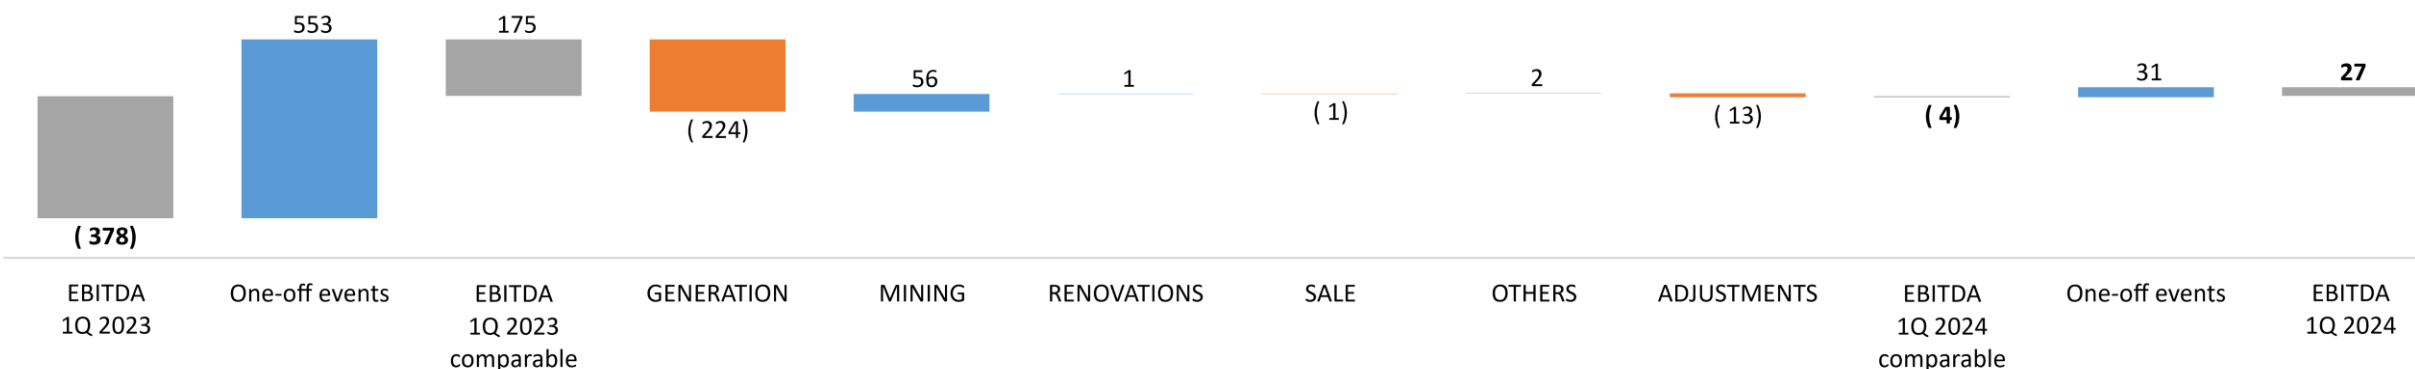 553
175
56
1
2
31
27
( 224)
( 1)
( 13)
( 4)
( 378)
EBITDA
1Q 2023
One-off events
EBITDA
1Q 2023
comparable
GENERATION
MINING
RENOVATIONS
SALE
OTHERS
ADJUSTMENTS
EBITDA
1Q 2024
comparable
One-off events
EBITDA
1Q 2024